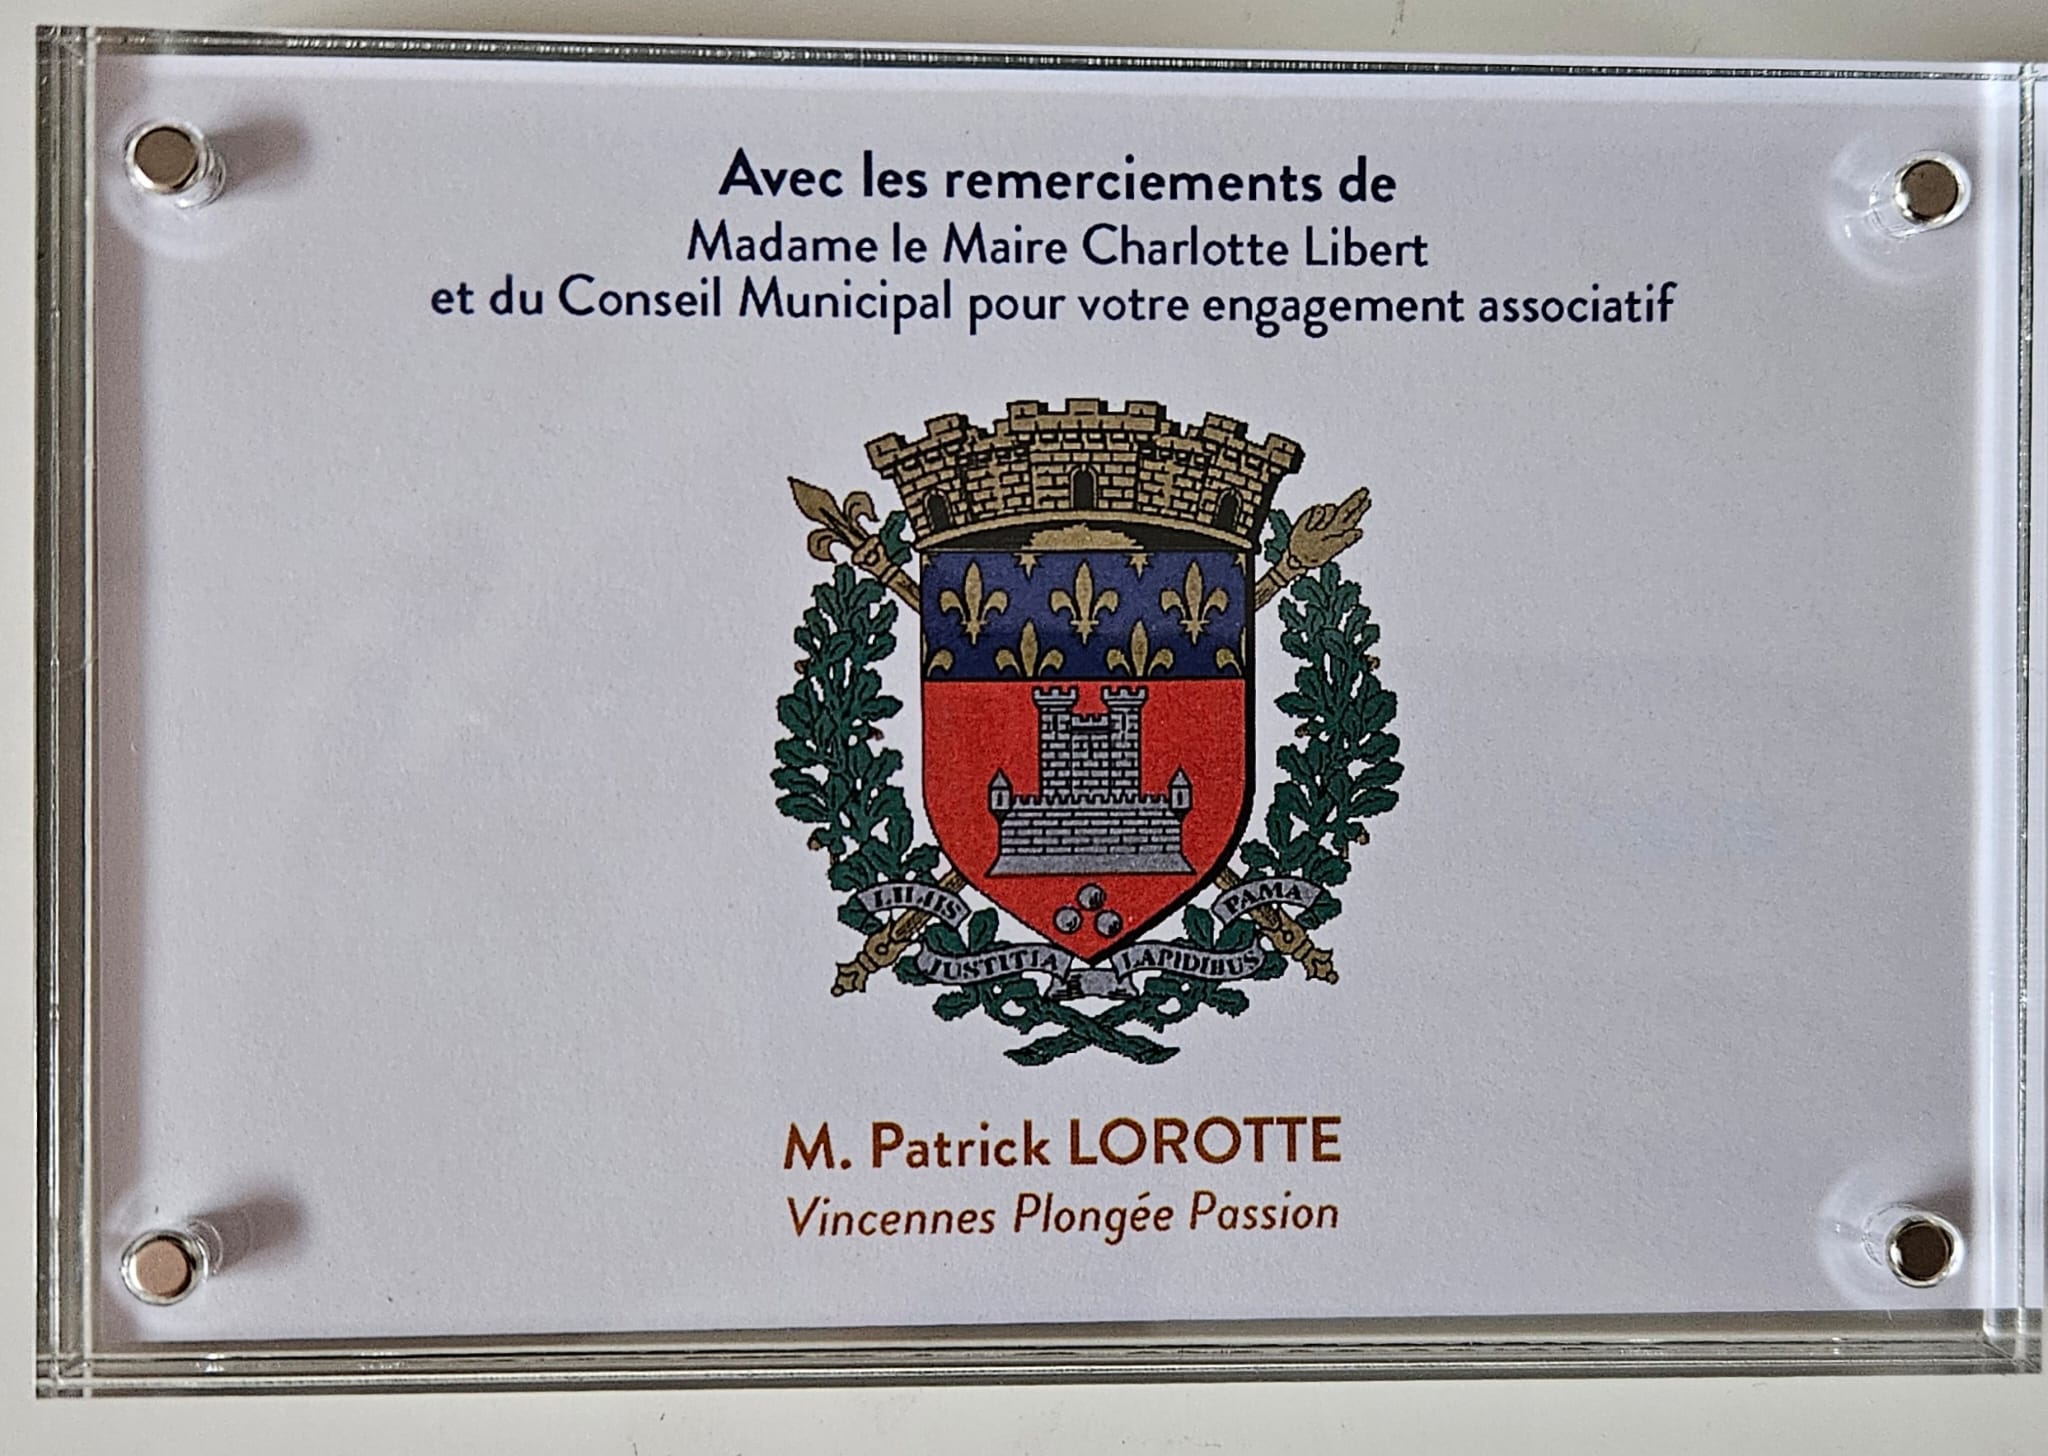 Avec les remerciements de
Madame le Maire Charlotte Libert
et du Conseil Municipal pour votre engagement associatif
LILIIS PAMA
JUSTITIA LAPIDIBUS
M. Patrick LOROTTE
Vincennes Plongée Passion